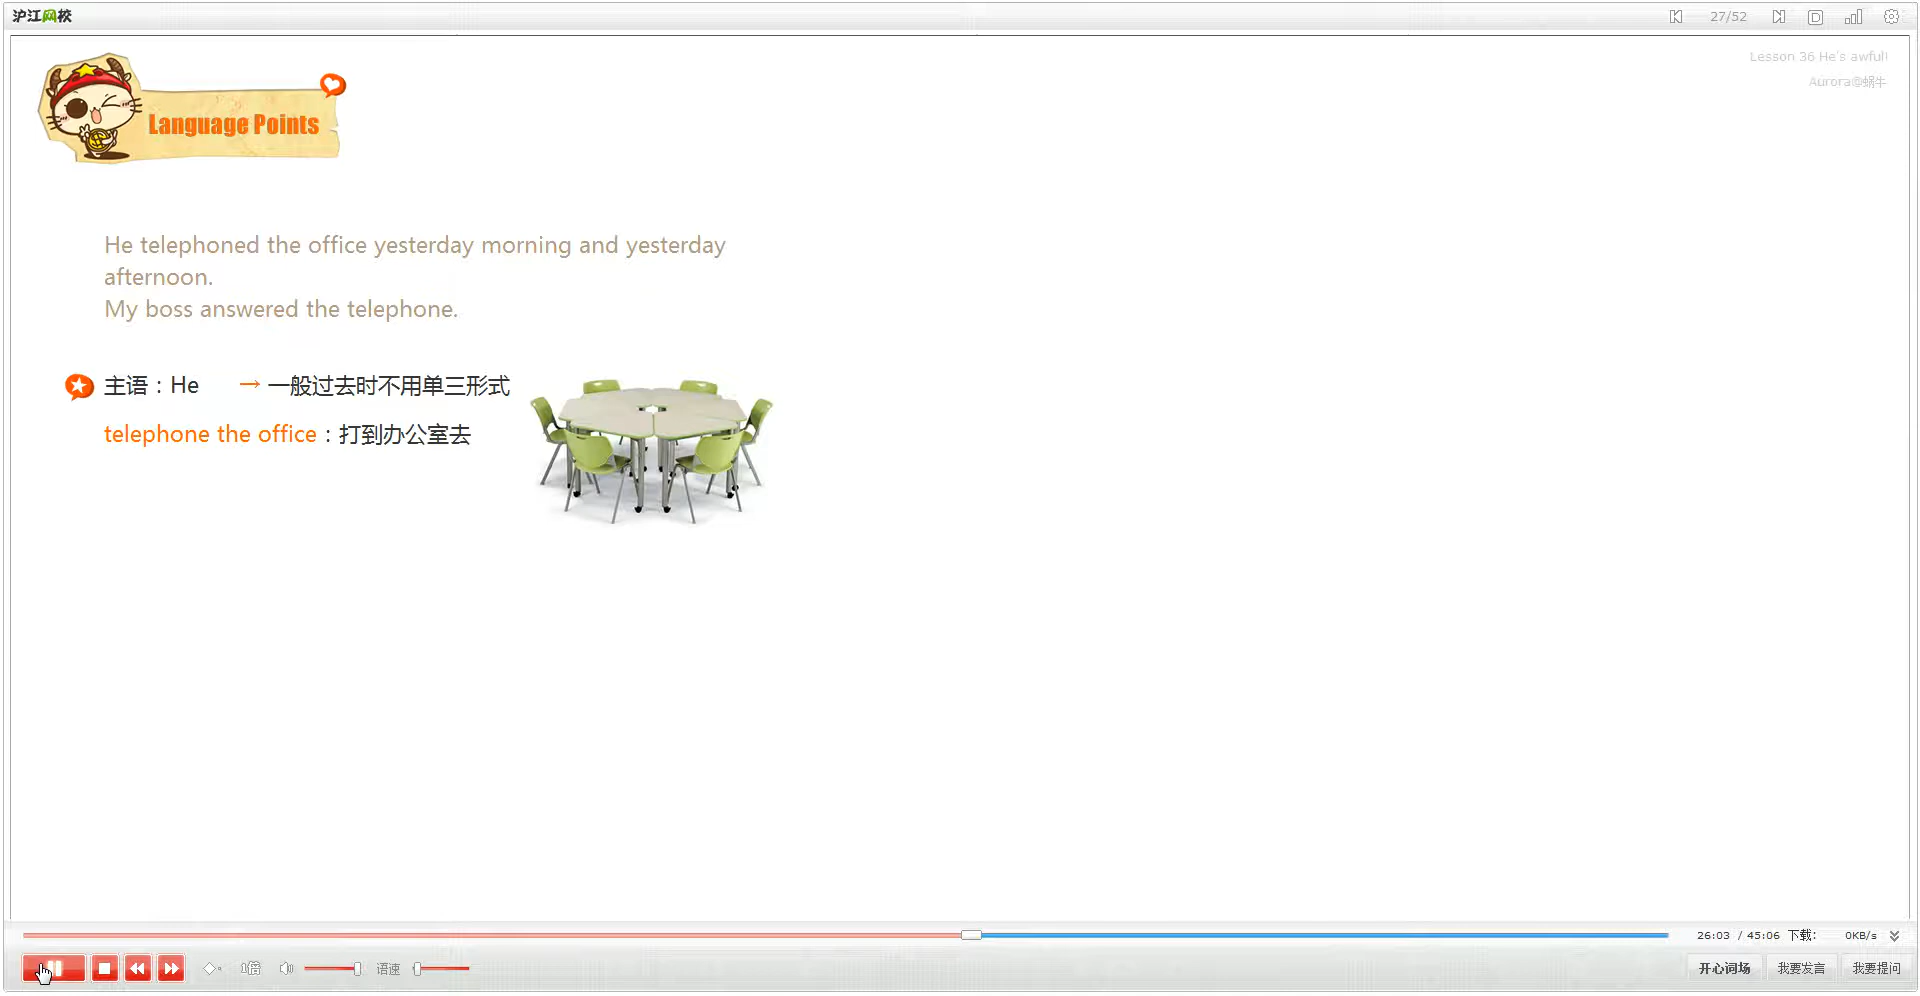 沪江网校
27/52
Lesson 36 He's awful!
Aurora@蜗牛
Language Points
He telephoned the office yesterday morning and yesterday
afternoon.
My boss answered the telephone.
主语：He → 一般过去时不用单三形式
telephone the office：打到办公室去
26:03 / 45:06 下载： 0KB/s
1倍 语速
开心词场 我要发言 我要提问